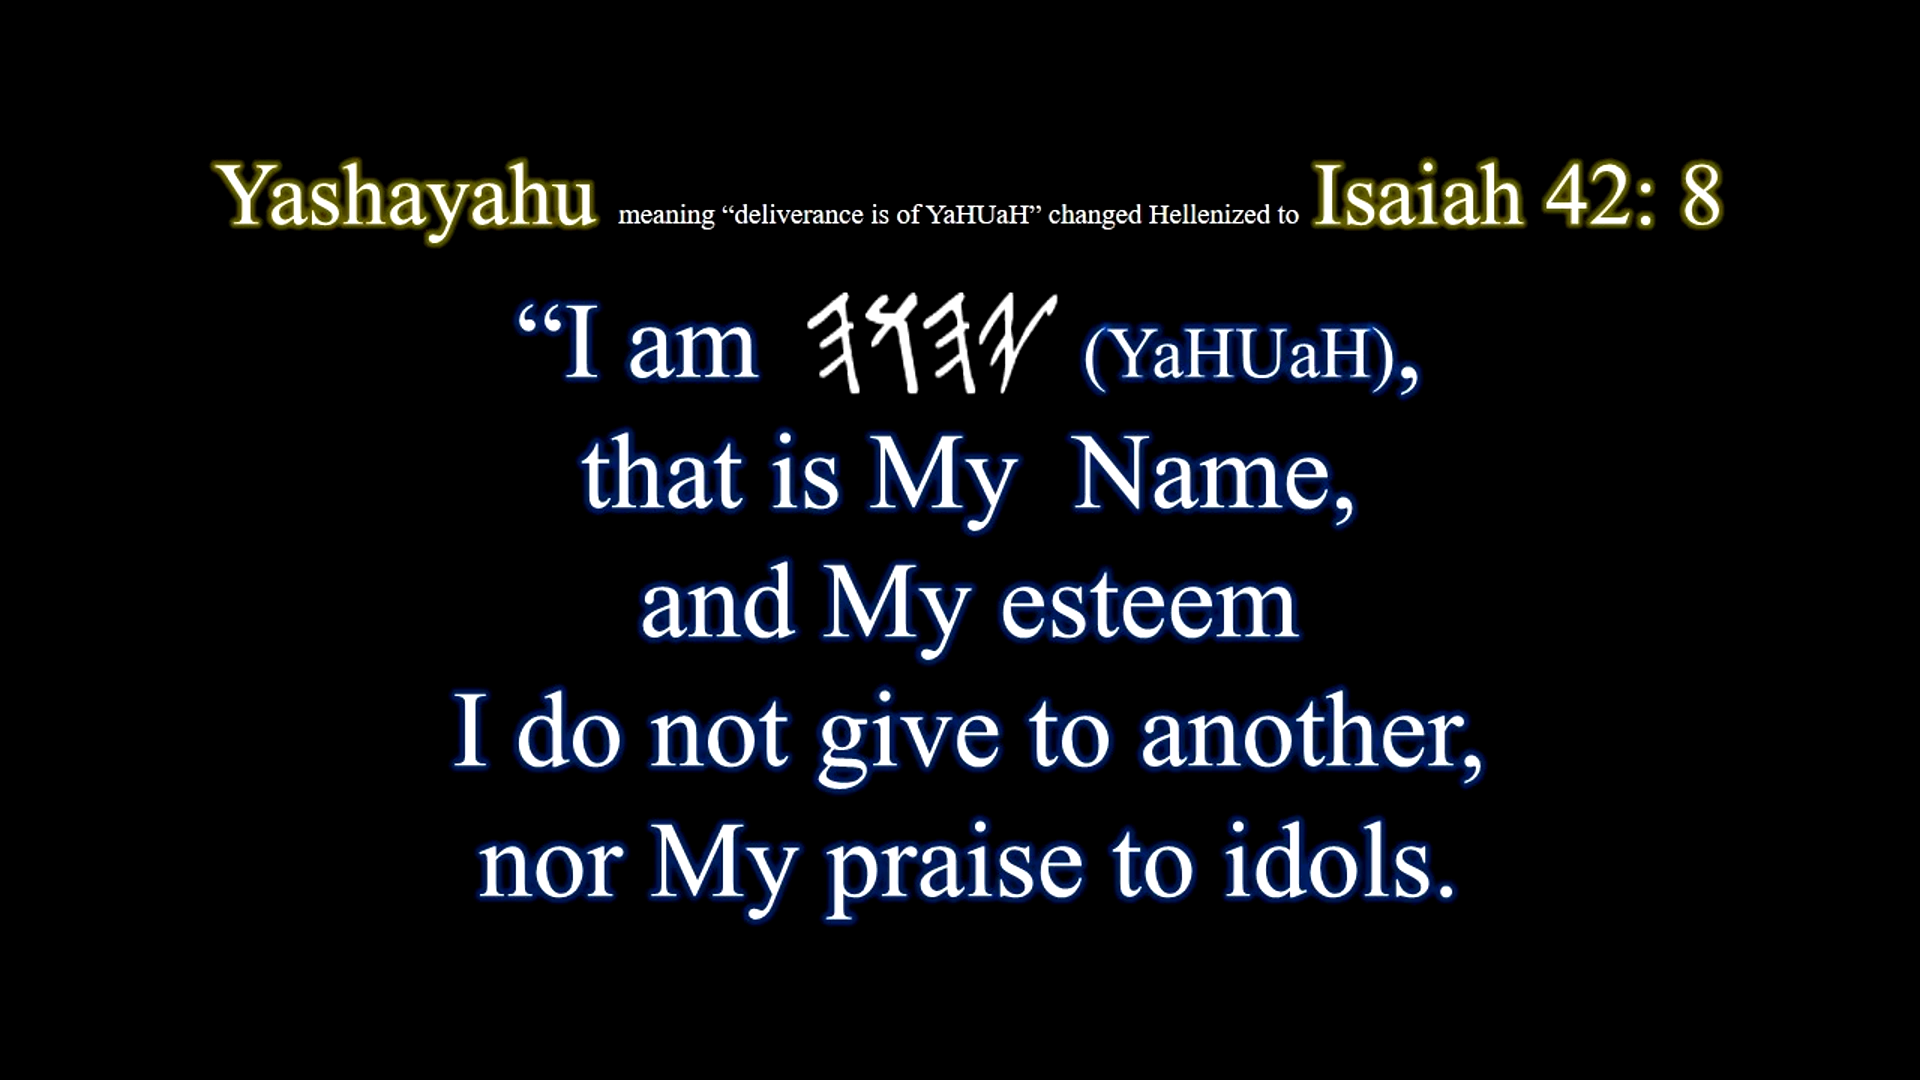 Yashayahu meaning “deliverance is of YaHUaH” changed Hellenized to Isaiah 42: 8
“I am 𐤉𐤄𐤅𐤄 (YaHUaH),
that is My Name,
and My esteem
I do not give to another,
nor My praise to idols.